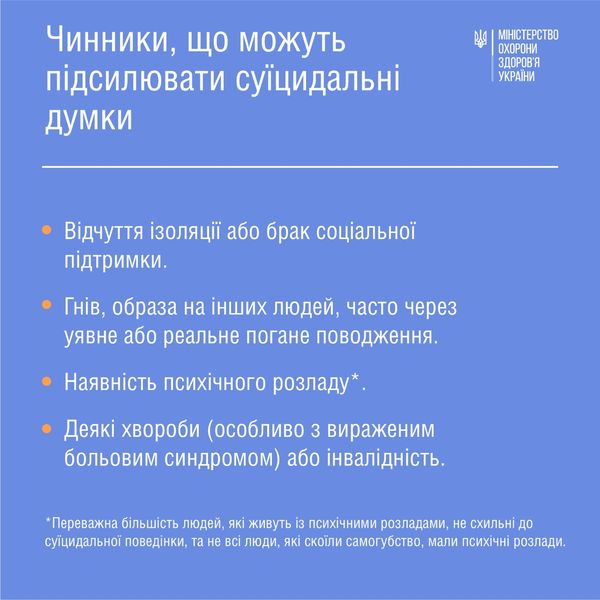 Чинники, що можуть
підсилювати суїцидальні
думки
МІНІСТЕРСТВО
ОХОРОНИ
ЗДОРОВ'Я
УКРАЇНИ
Відчуття ізоляції або брак соціальної
підтримки.
Гнів, образа на інших людей, часто через
уявне або реальне погане поводження.
Наявність психічного розладу*.
Деякі хвороби (особливо з вираженим
больовим синдромом) або інвалідність.
*Переважна більшість людей, які живуть із психічними розладами, не схильні до
суїцидальної поведінки, та не всі люди, які скоїли самогубство, мали психічні розлади.